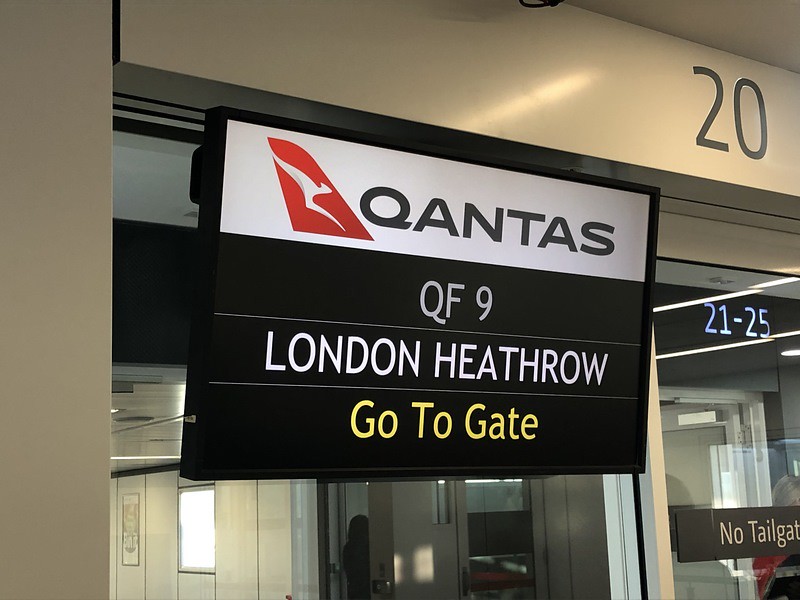 20
QANTAS
QF 9
LONDON HEATHROW
Go To Gate
21-25
No Tailgat